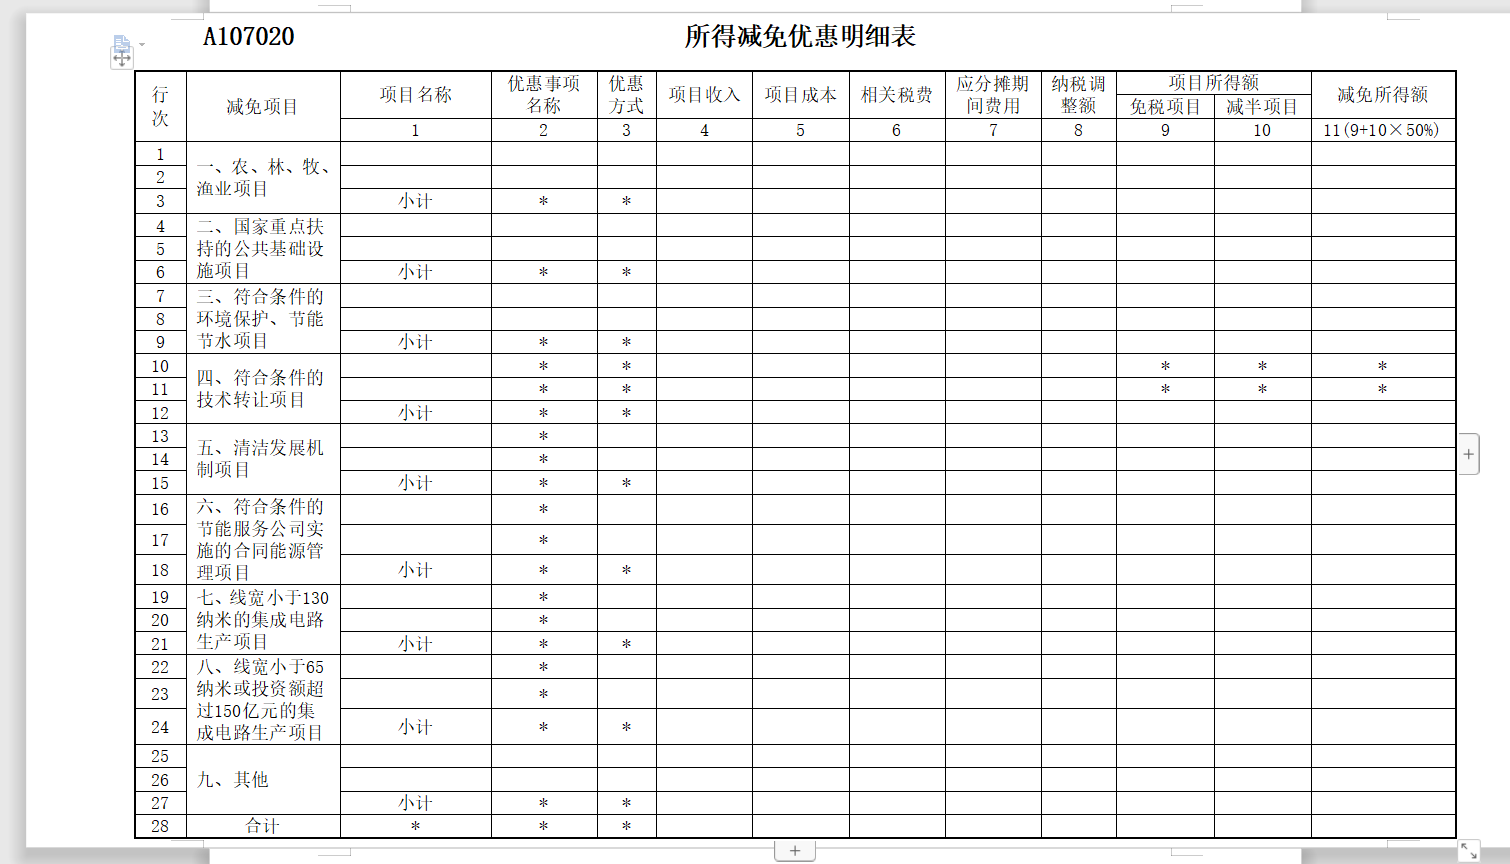 A107020 所得减免优惠明细表
行次 减免项目 项目名称 优惠事项名称 优惠方式 项目收入 项目成本 相关税费 应分摊期间费用 纳税调整额 项目所得额 减免所得额
免税项目 减半项目
1 2 3 4 5 6 7 8 9 10 11(9+10×50%)
1
一、农、林、牧、
2
渔业项目
3 小计 * *
4 二、国家重点扶
5 持的公共基础设
6 施项目 小计 * *
7 三、符合条件的
8 环境保护、节能
9 节水项目 小计 * *
10 * * * * *
四、符合条件的
11 * * * * *
技术转让项目
12 小计 * *
13 *
五、清洁发展机
14 *
制项目
15 小计 * *
16 六、符合条件的 *
节能服务公司实
17 *
施的合同能源管
18 理项目 小计 * *
19 七、线宽小于130 *
20 纳米的集成电路 *
21 生产项目 小计 * *
22 八、线宽小于65 *
23 纳米或投资额超 *
过150亿元的集
24 成电路生产项目 小计 * *
25
26 九、其他
27 小计 * *
28 合计 * * *